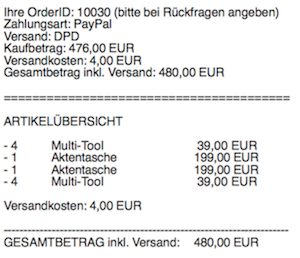 Ihre OrderID: 10030 (bitte bei Rückfragen angeben)
Zahlungsart: PayPal
Versand: DPD
Kaufbetrag: 476,00 EUR
Versandkosten: 4,00 EUR
Gesamtbetrag inkl. Versand: 480,00 EUR
==========================================
ARTIKELÜBERSICHT
- 4 Multi-Tool 39,00 EUR
- 1 Aktentasche 199,00 EUR
- 1 Aktentasche 199,00 EUR
- 4 Multi-Tool 39,00 EUR
Versandkosten: 4,00 EUR
----------------------------------------------------------------------
GESAMTBETRAG inkl. Versand: 480,00 EUR